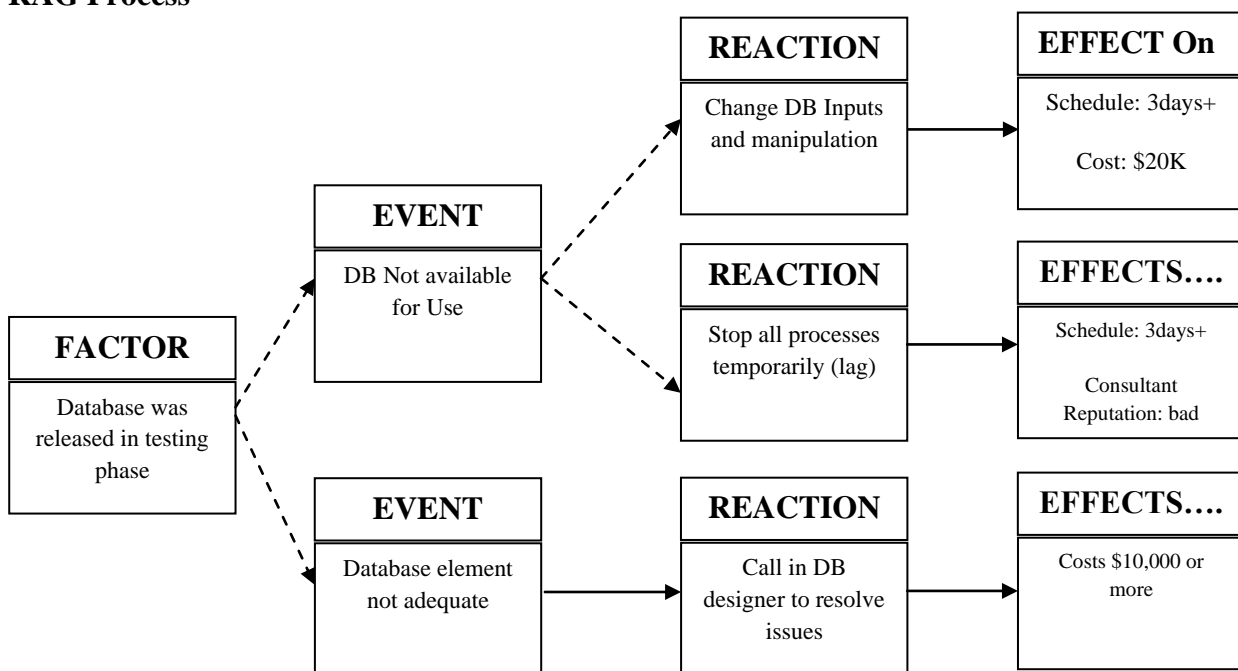 RAG Process
REACTION
Change DB Inputs
and manipulation
EFFECT On
Schedule: 3days+
Cost: $20K
EVENT
DB Not available
for Use
REACTION
Stop all processes
temporarily (lag)
EFFECTS….
Schedule: 3days+
Consultant
Reputation: bad
FACTOR
Database was
released in testing
phase
EVENT
Database element
not adequate
REACTION
Call in DB
designer to resolve
issues
EFFECTS….
Costs $10,000 or
more